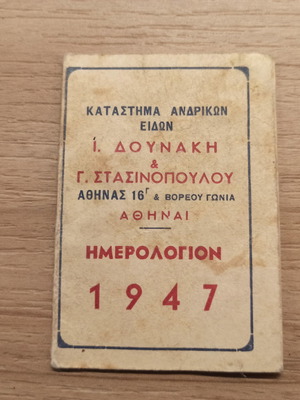 ΚΑΤΑΣΤΗΜΑ ΑΝΔΡΙΚΩΝ
ΕΙΔΩΝ
Ι. ΔΟΥΝΑΚΗ
&
Γ. ΣΤΑΣΙΝΟΠΟΥΛΟΥ
ΑΘΗΝΑΣ 16Γ & ΒΟΡΕΟΥ ΓΩΝΙΑ
ΑΘΗΝΑΙ
ΗΜΕΡΟΛΟΓΙΟΝ
1947